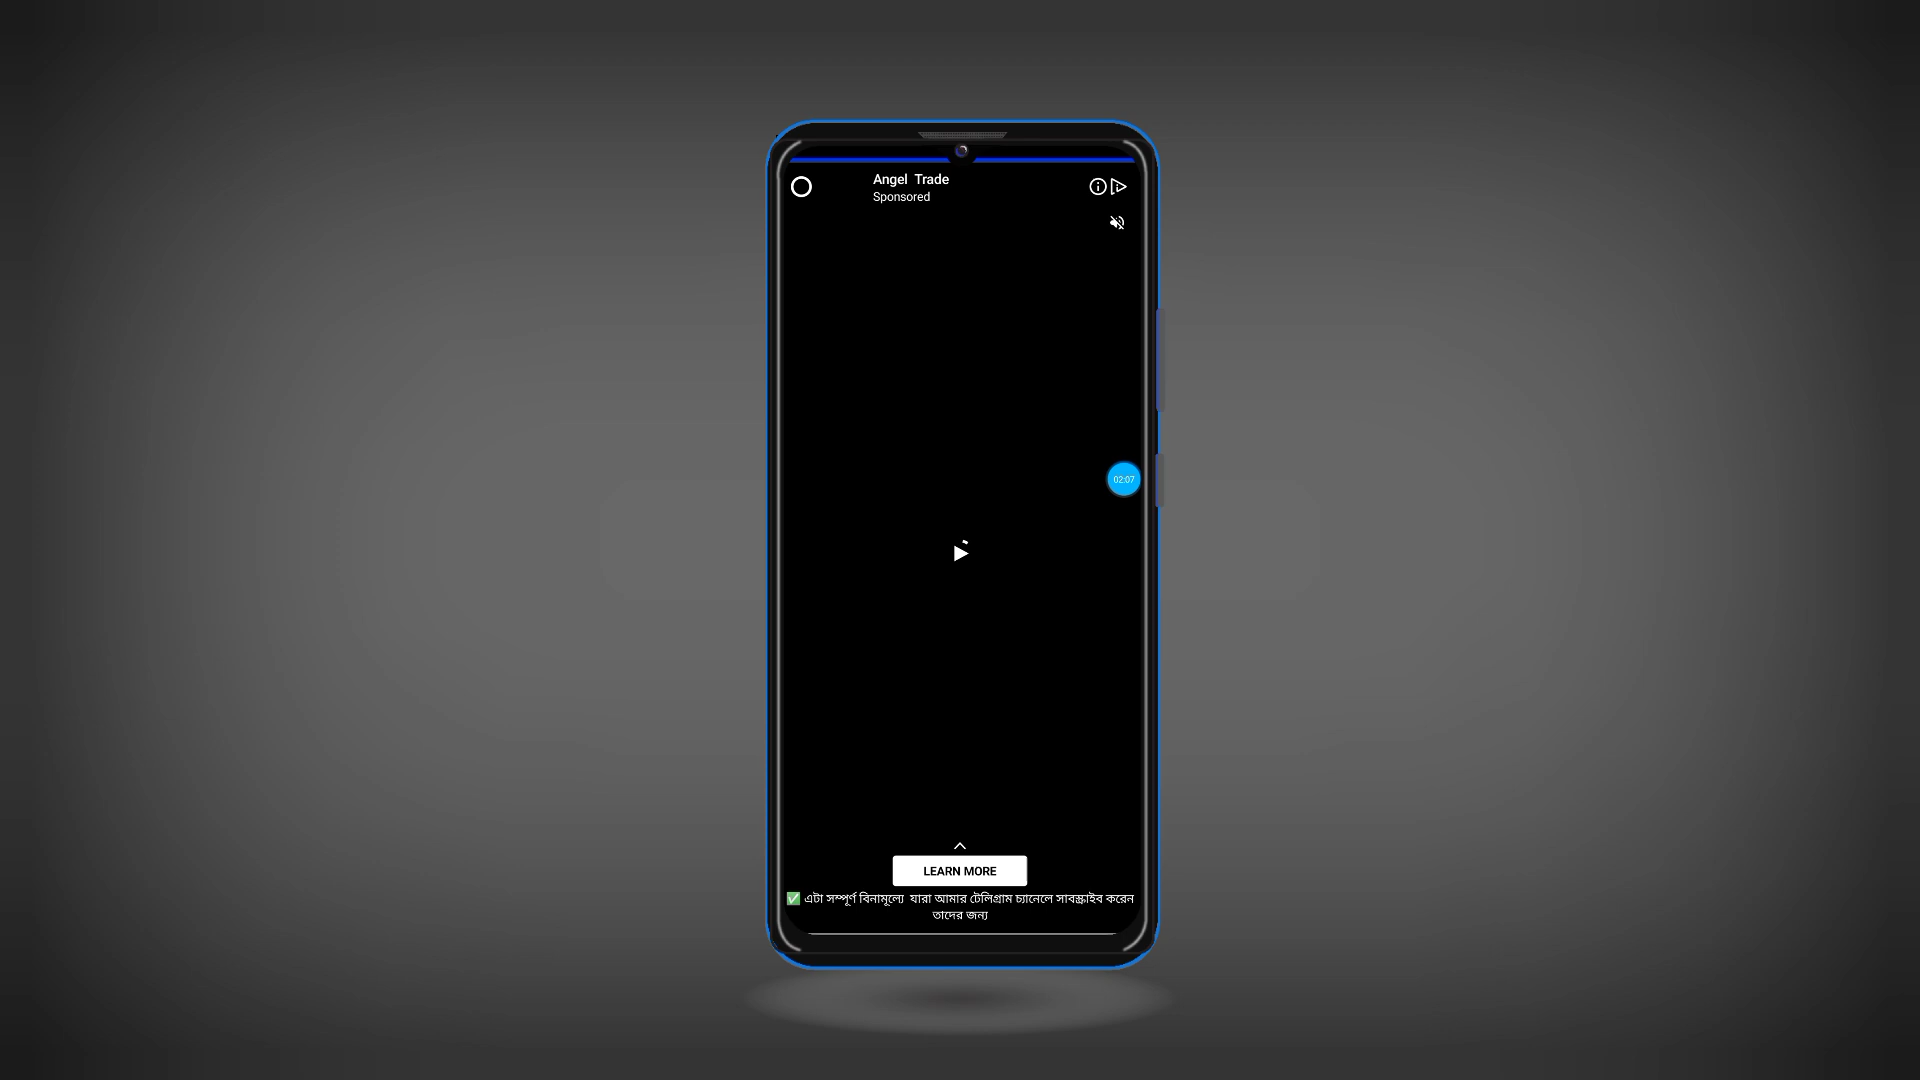 Angel Trade
Sponsored
02:07
LEARN MORE
✅ এটা সম্পূর্ণ বিনামূল্যে যারা আমার টেলিগ্রাম চ্যানেলে সাবস্ক্রাইব করেন
তাদের জন্য